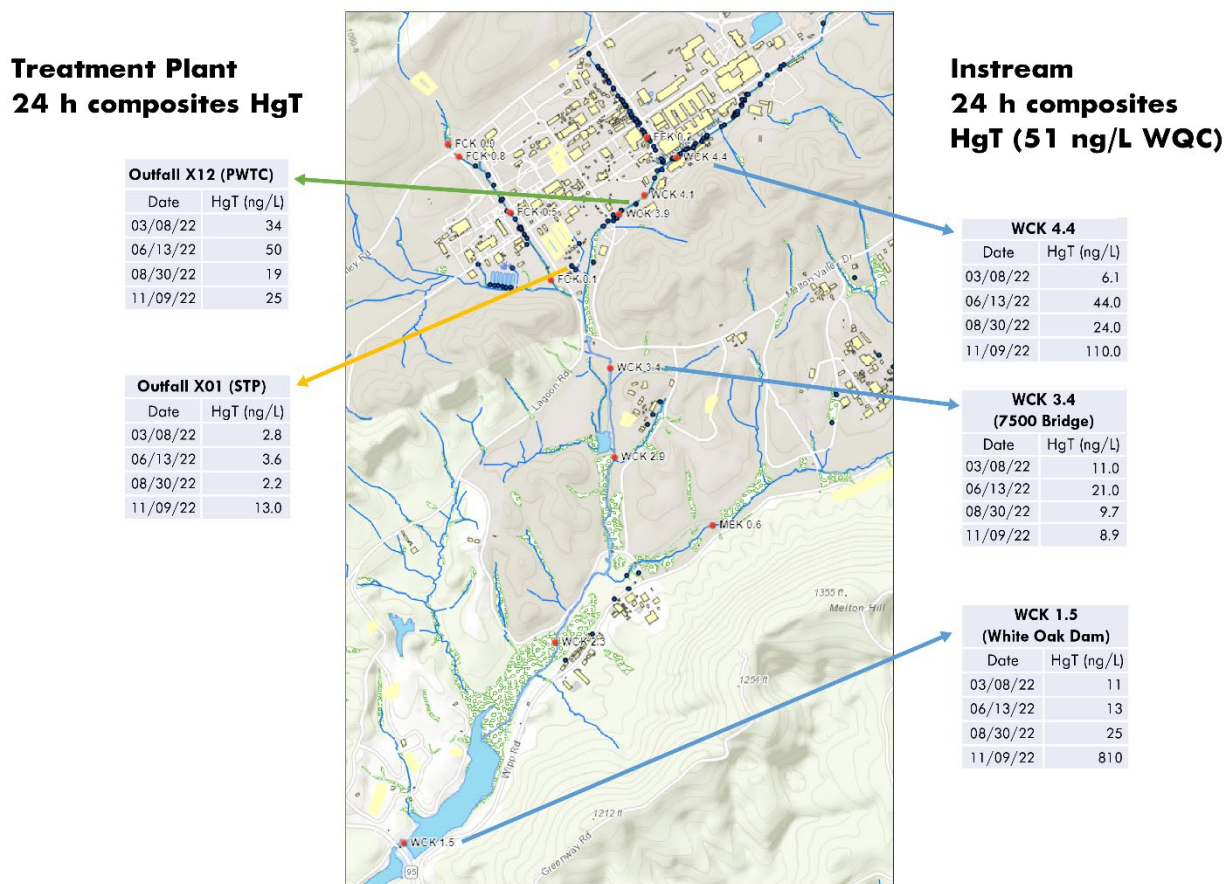 Treatment Plant
24 h composites HgT
Instream
24 h composites
HgT (51 ng/L WQC)
Outfall X12 (PWTC)
Date HgT (ng/L)
03/08/22 34
06/13/22 50
08/30/22 19
11/09/22 25
Outfall X01 (STP)
Date HgT (ng/L)
03/08/22 2.8
06/13/22 3.6
08/30/22 2.2
11/09/22 13.0
FCK 0.9
FCK 0.8
WCK 4.4
WCK 4.1
FCK 0.5
WCK 3.9
FCK 0.1
WCK 3.4
Lagoon Rd
WCK 2.9
MEK 0.6
1355 ft.
Melton Hill
WCK 2.3
1254 ft
Wipp Rd
1212 ft
Greenway Rd
WCK 1.5
95
WCK 4.4
Date HgT (ng/L)
03/08/22 6.1
06/13/22 44.0
08/30/22 24.0
11/09/22 110.0
WCK 3.4
(7500 Bridge)
Date HgT (ng/L)
03/08/22 11.0
06/13/22 21.0
08/30/22 9.7
11/09/22 8.9
WCK 1.5
(White Oak Dam)
Date HgT (ng/L)
03/08/22 11
06/13/22 13
08/30/22 25
11/09/22 810